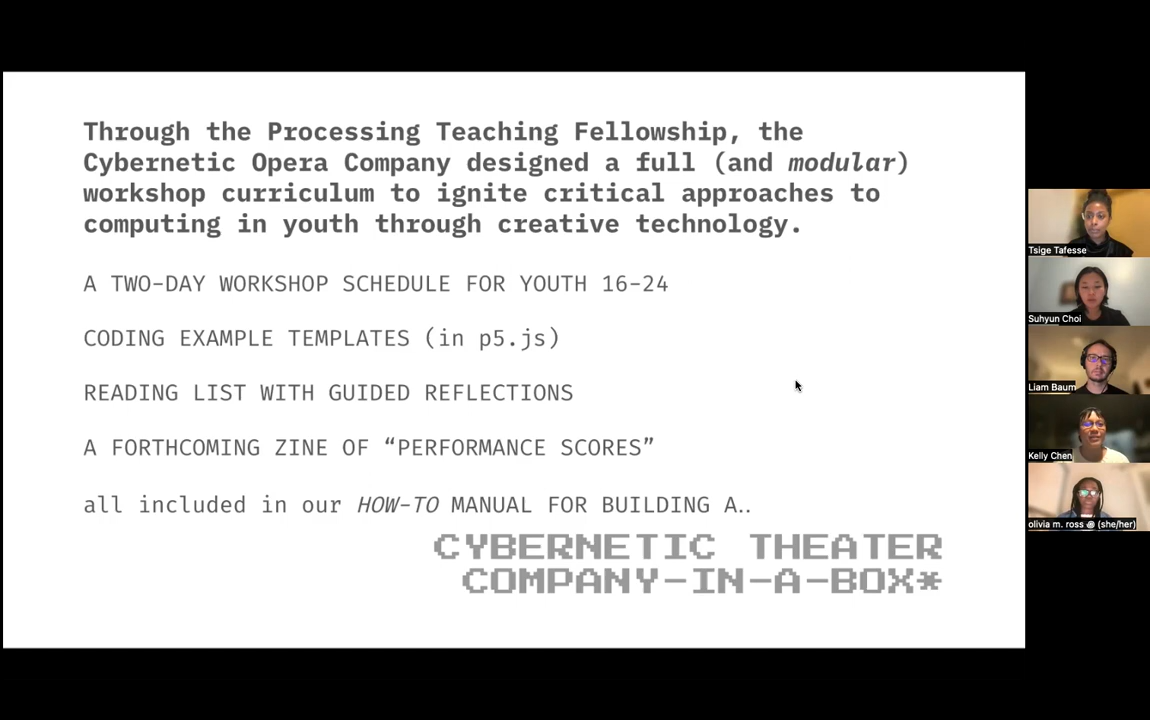 Through the Processing Teaching Fellowship, the
Cybernetic Opera Company designed a full (and modular)
workshop curriculum to ignite critical approaches to
computing in youth through creative technology.
A TWO-DAY WORKSHOP SCHEDULE FOR YOUTH 16-24
CODING EXAMPLE TEMPLATES (in p5.js)
READING LIST WITH GUIDED REFLECTIONS
A FORTHCOMING ZINE OF “PERFORMANCE SCORES”
all included in our HOW-TO MANUAL FOR BUILDING A..
CYBERNETIC THEATER
COMPANY-IN-A-BOX*
Tsige Tafesse
Suhyun Choi
Liam Baum
Kelly Chen
olivia m. ross @ (she/her)